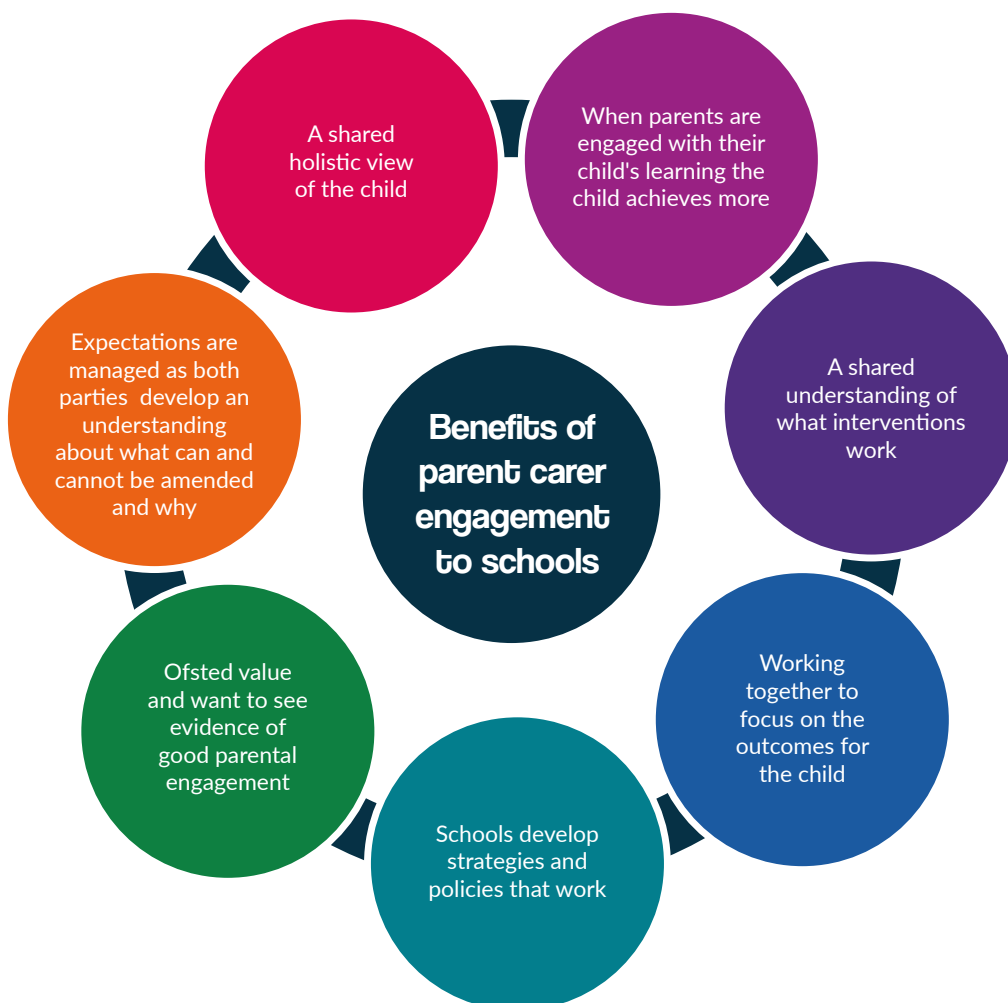 A shared
holistic view
of the child
When parents are
engaged with their
child's learning the
child achieves more
A shared
understanding of
what interventions
work
Working
together to
focus on the
outcomes for
the child
Schools develop
strategies and
policies that work
Ofsted value
and want to see
evidence of
good parental
engagement
Expectations are
managed as both
parties  develop an
understanding
about what can and
cannot be amended
and why
Benefits of
parent carer
engagement
to schools